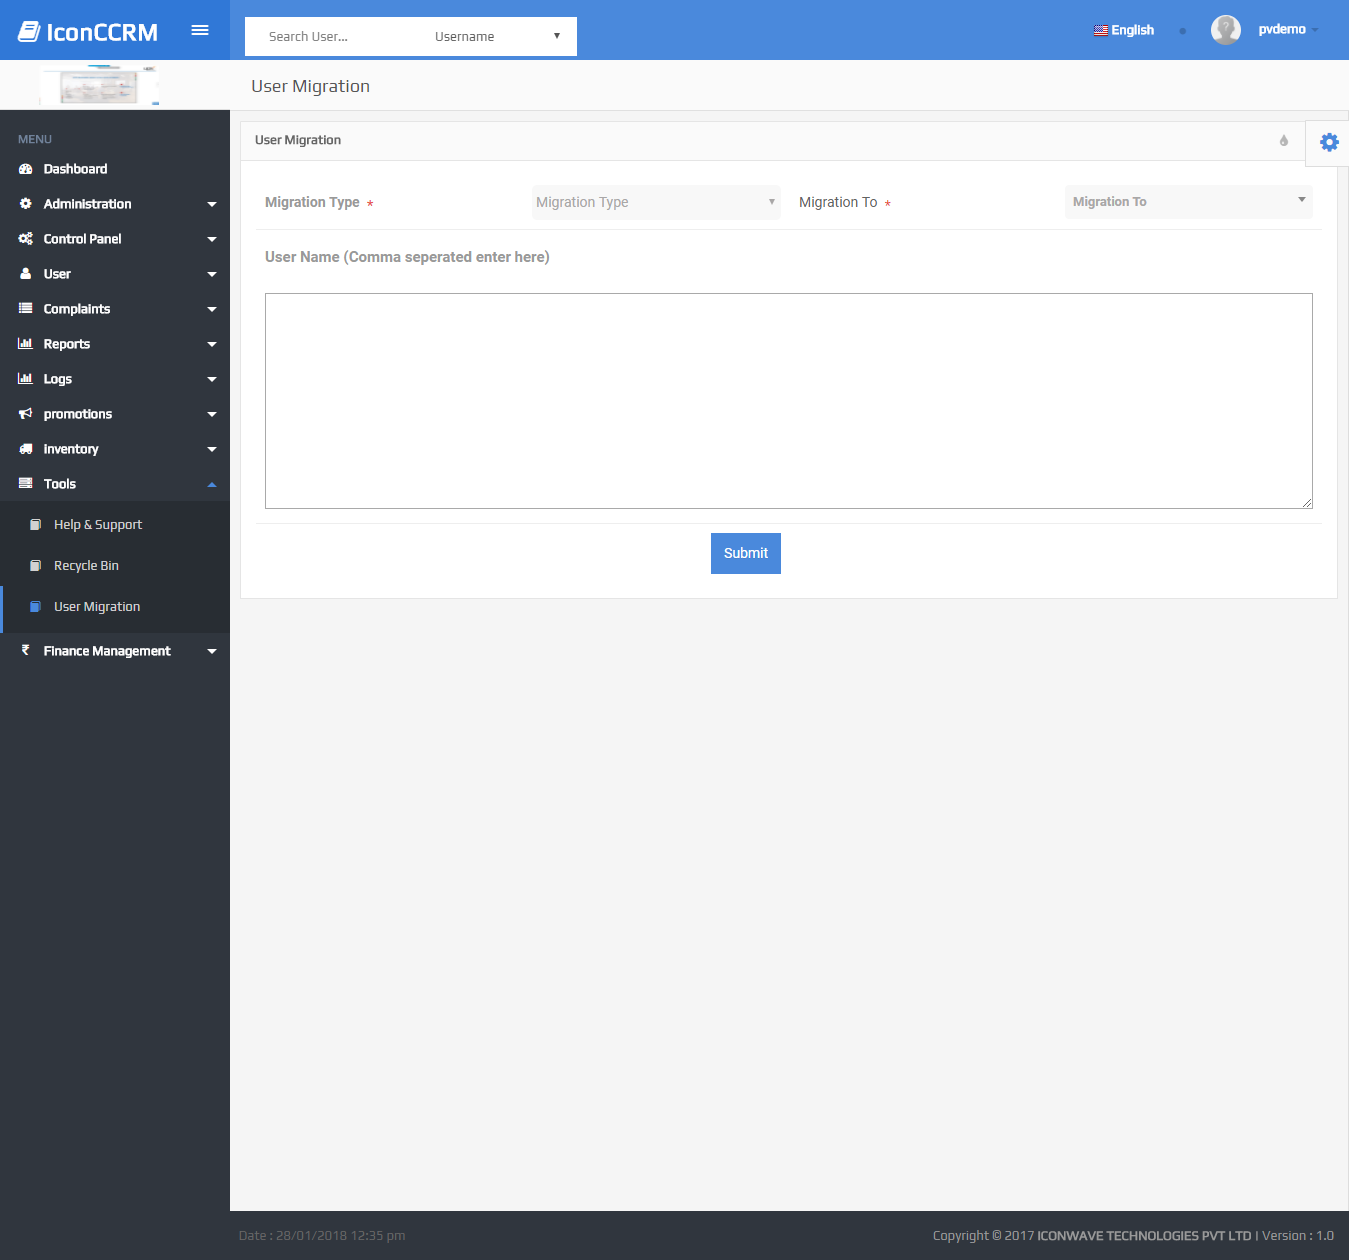 IconCCRM
Search User...
Username
English
pvdemo
User Migration
MENU
Dashboard
Administration
Control Panel
User
Complaints
Reports
Logs
promotions
Inventory
Tools
Help & Support
Recycle Bin
User Migration
Finance Management
User Migration
Migration Type *
Migration Type
Migration To *
Migration To
User Name (Comma seperated enter here)
Submit
Date : 28/01/2018 12:35 pm
Copyright © 2017 ICONWAVE TECHNOLOGIES PVT LTD | Version : 1.0